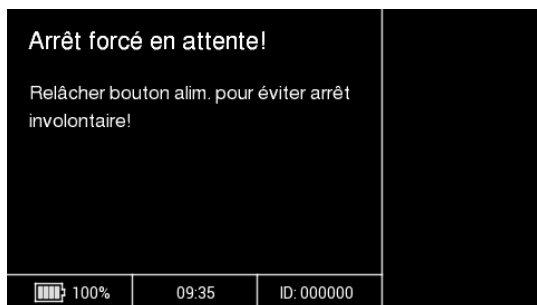 Arrêt forcé en attente!
Relâcher bouton alim. pour éviter arrêt
involontaire!
100%
09:35
ID: 000000